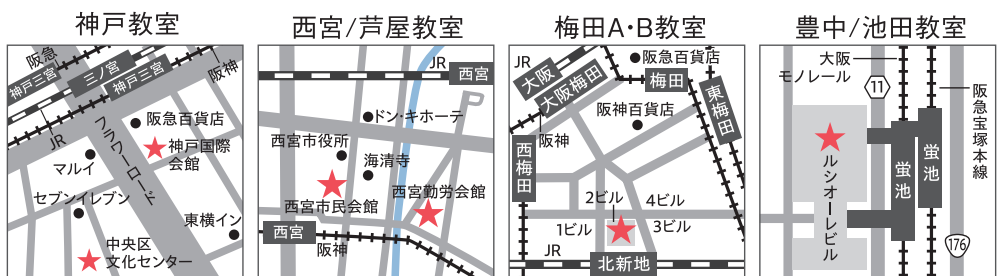 神戸教室
阪急
神戸三宮
三ノ宮
神戸三宮
阪神
JR
フラワーロード
阪急百貨店
神戸国際
会館
マルイ
セブンイレブン
東横イン
中央区
文化センター
西宮/芦屋教室
JR
西宮
ドン・キホーテ
西宮市役所
海清寺
西宮市民会館
西宮勤労会館
西宮
阪神
梅田A・B教室
JR
大阪
大阪梅田
阪急百貨店
梅田
阪神
阪神百貨店
東梅田
西梅田
2ビル
4ビル
1ビル
3ビル
JR
北新地
豊中/池田教室
大阪
モノレール
11
阪急宝塚本線
蛍池
蛍池
ルシオーレビル
176